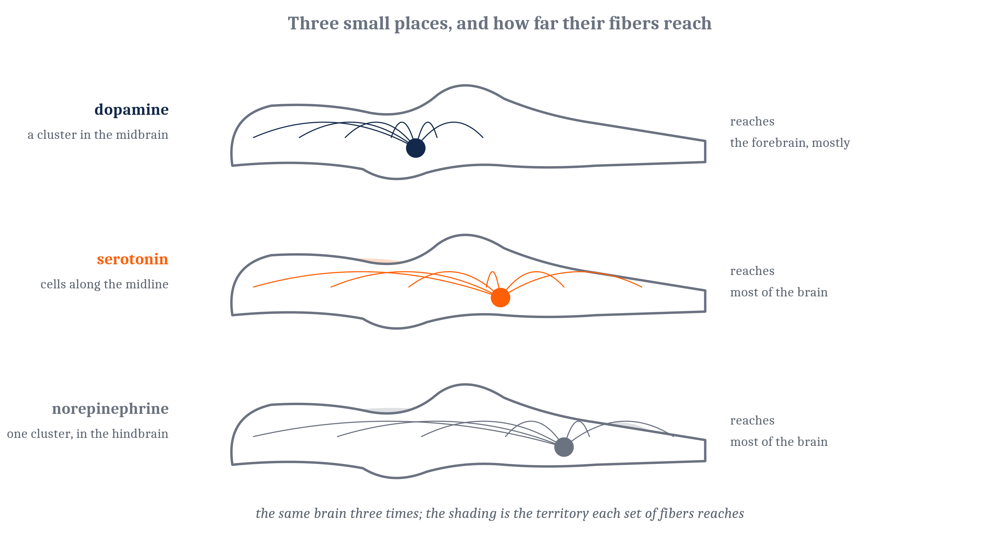 Three small places, and how far their fibers reach
dopamine
a cluster in the midbrain
reaches
the forebrain, mostly
serotonin
cells along the midline
reaches
most of the brain
norepinephrine
one cluster, in the hindbrain
reaches
most of the brain
the same brain three times; the shading is the territory each set of fibers reaches